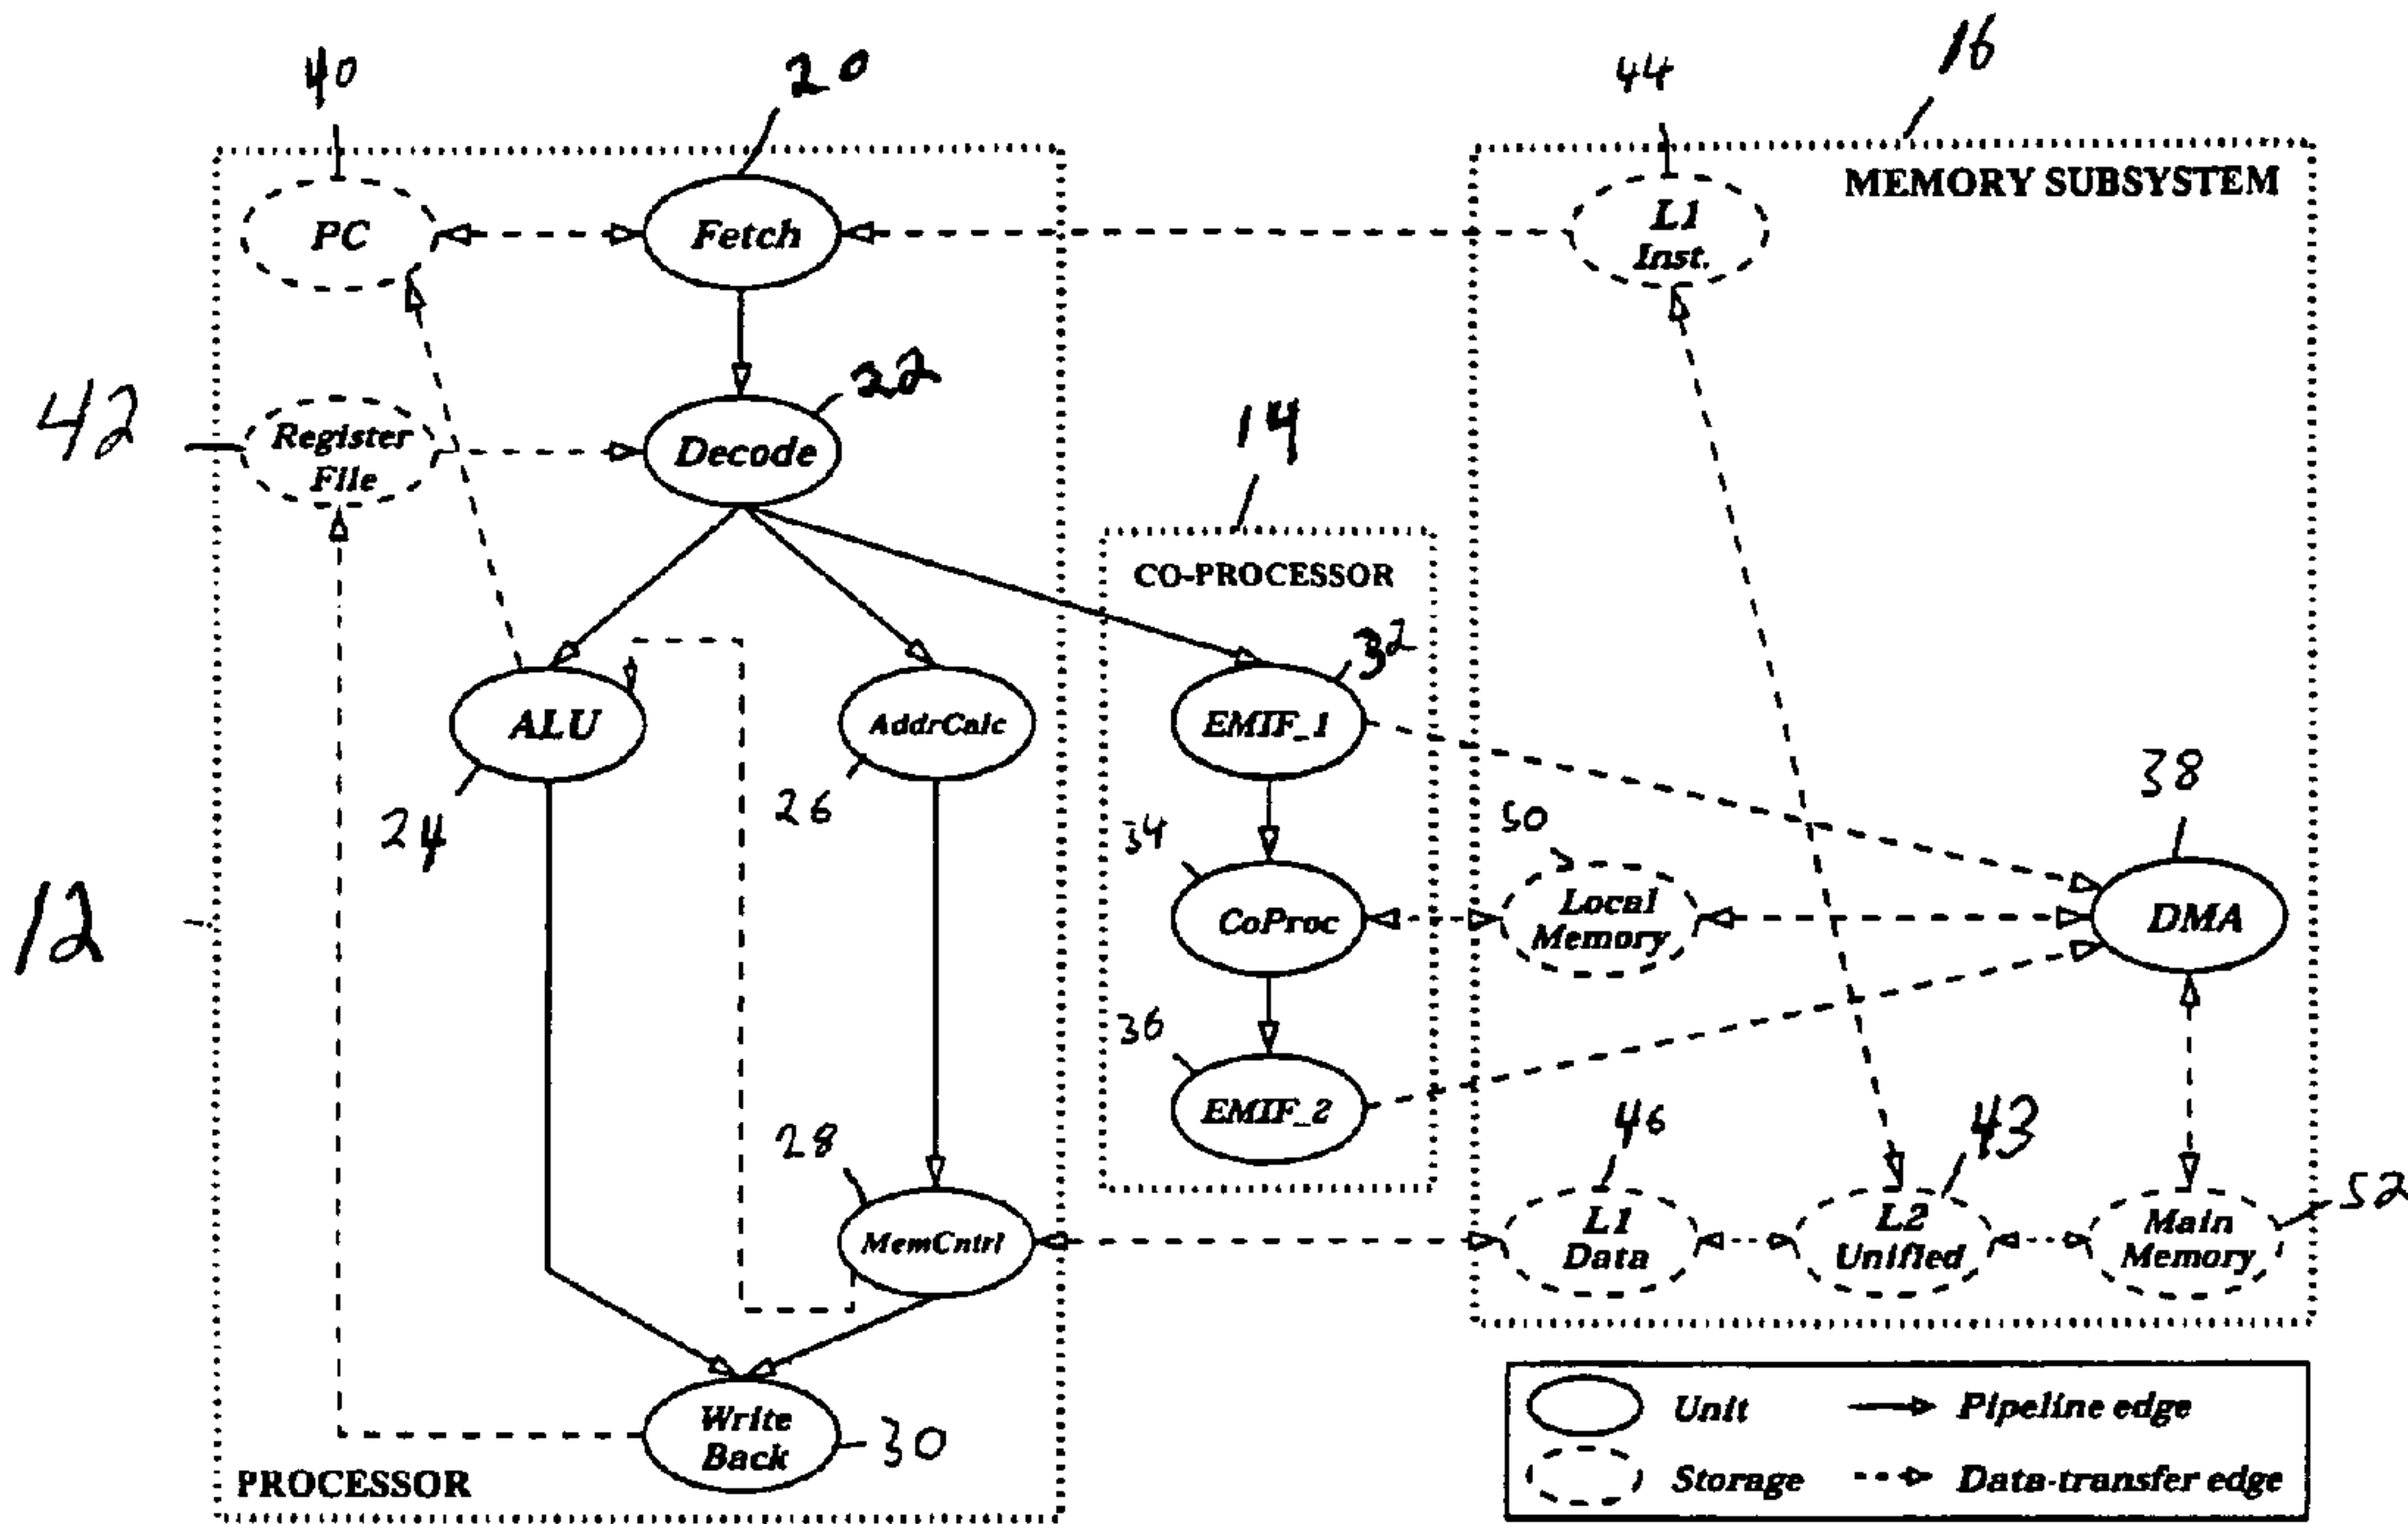 40
20
44
16
MEMORY SUBSYSTEM
PC
Fetch
L1
Inst.
22
42
Register
File
Decode
14
CO-PROCESSOR
32
ALU
AddrCalc
EMIF_1
24
26
34
50
38
12
CoProc
Local
Memory
DMA
36
EMIF_2
28
46
43
52
MemCntrl
L1
Data
L2
Unified
Main
Memory
Write
Back
30
PROCESSOR
Unit
Pipeline edge
Storage
Data-transfer edge